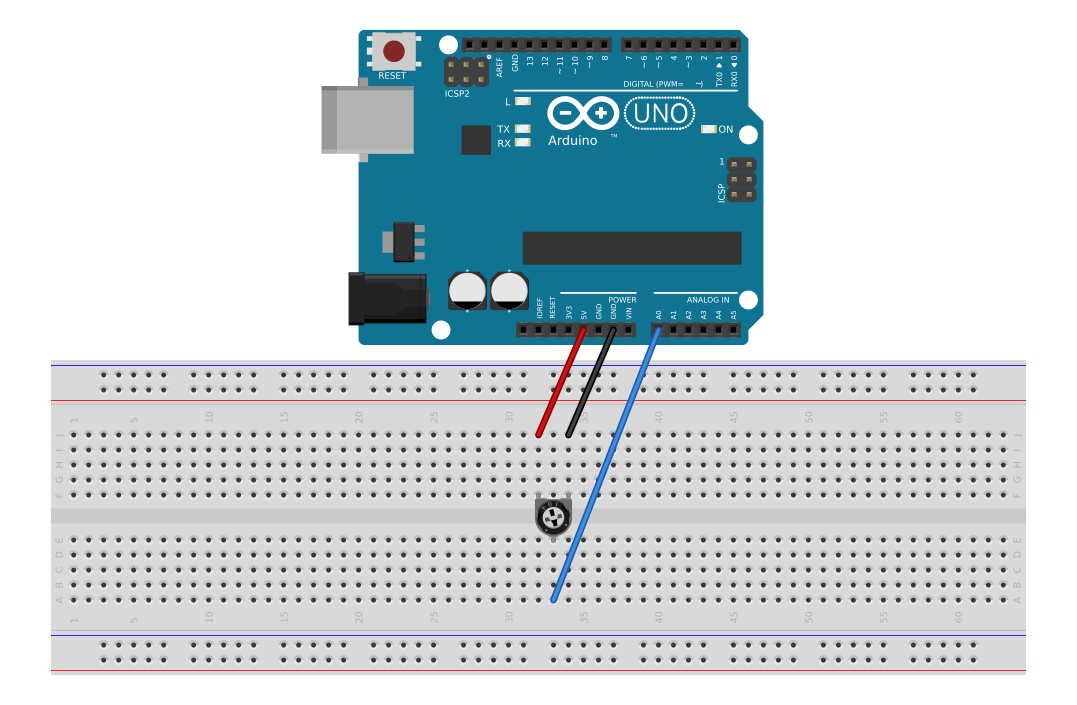 RESET
ICSP2
AREF
GND
13
12
~11
~10
~9
8
7
~6
~5
4
~3
2
TX0 ▶ 1
RX0 ◀ 0
DIGITAL (PWM= ~)
L
TX
RX
Arduino
™
UNO
ON
1
ICSP
POWER
ANALOG IN
IOREF
RESET
3V3
5V
GND
GND
VIN
A0
A1
A2
A3
A4
A5
1 5 10 15 20 25 30 35 40 45 50 55 60
J J
I I
H H
G G
F F
E E
D D
C C
B B
A A
1 5 10 15 20 25 30 35 40 45 50 55 60